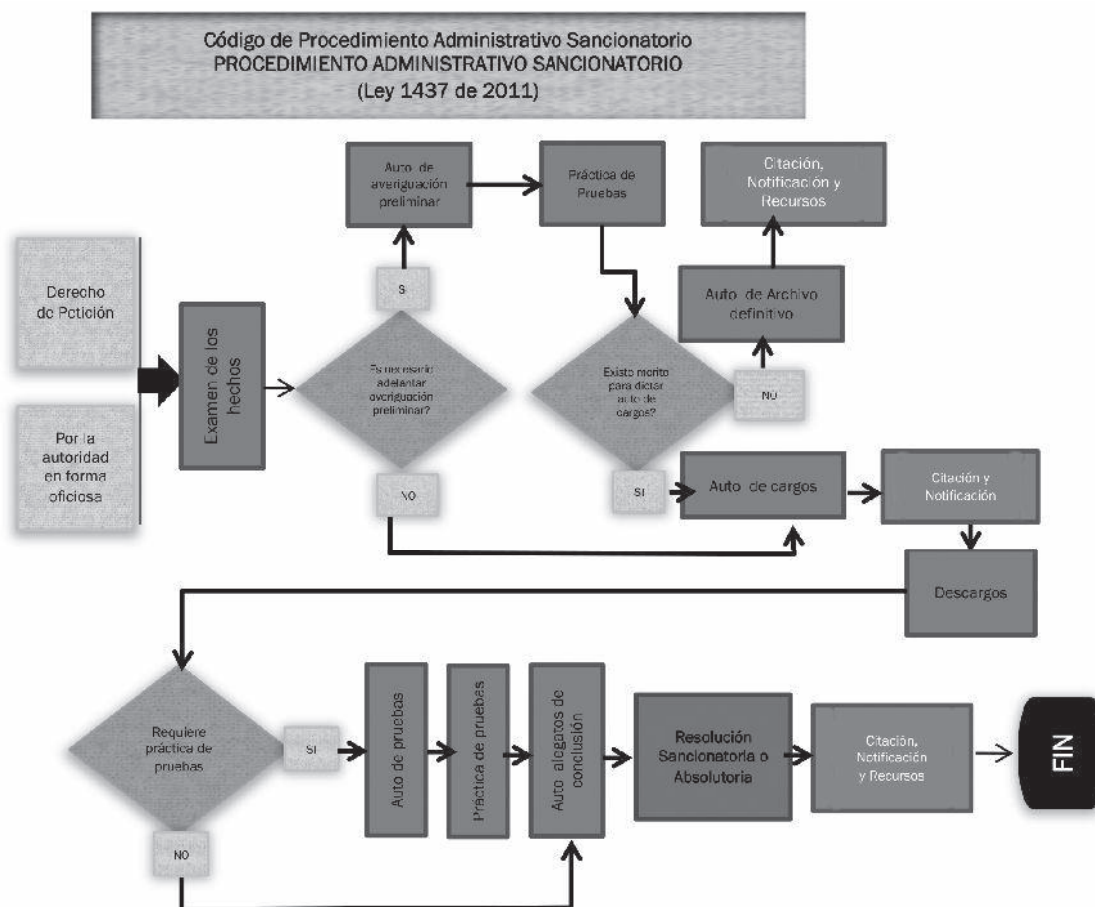 Código de Procedimiento Administrativo Sancionatorio
PROCEDIMIENTO ADMINISTRATIVO SANCIONATORIO
(Ley 1437 de 2011)
Auto de
averiguación
preliminar
Práctica de
Pruebas
Citación,
Notificación y
Recursos
Derecho
de Petición
Por la
autoridad
en forma
oficiosa
Examen de los
hechos
S
Es necesario
adelantar
averiguación
preliminar?
NO
Auto de Archivo
definitivo
Existe merito
para dictar
auto de
cargos?
NO
SI
Auto de cargos
Citación y
Notificación
Descargos
Requiere
práctica de
pruebas
SI
NO
Auto de pruebas
Práctica de pruebas
Auto alegatos de
conclusión
Resolución
Sancionatoria o
Absolutoria
Citación,
Notificación
y Recursos
FIN